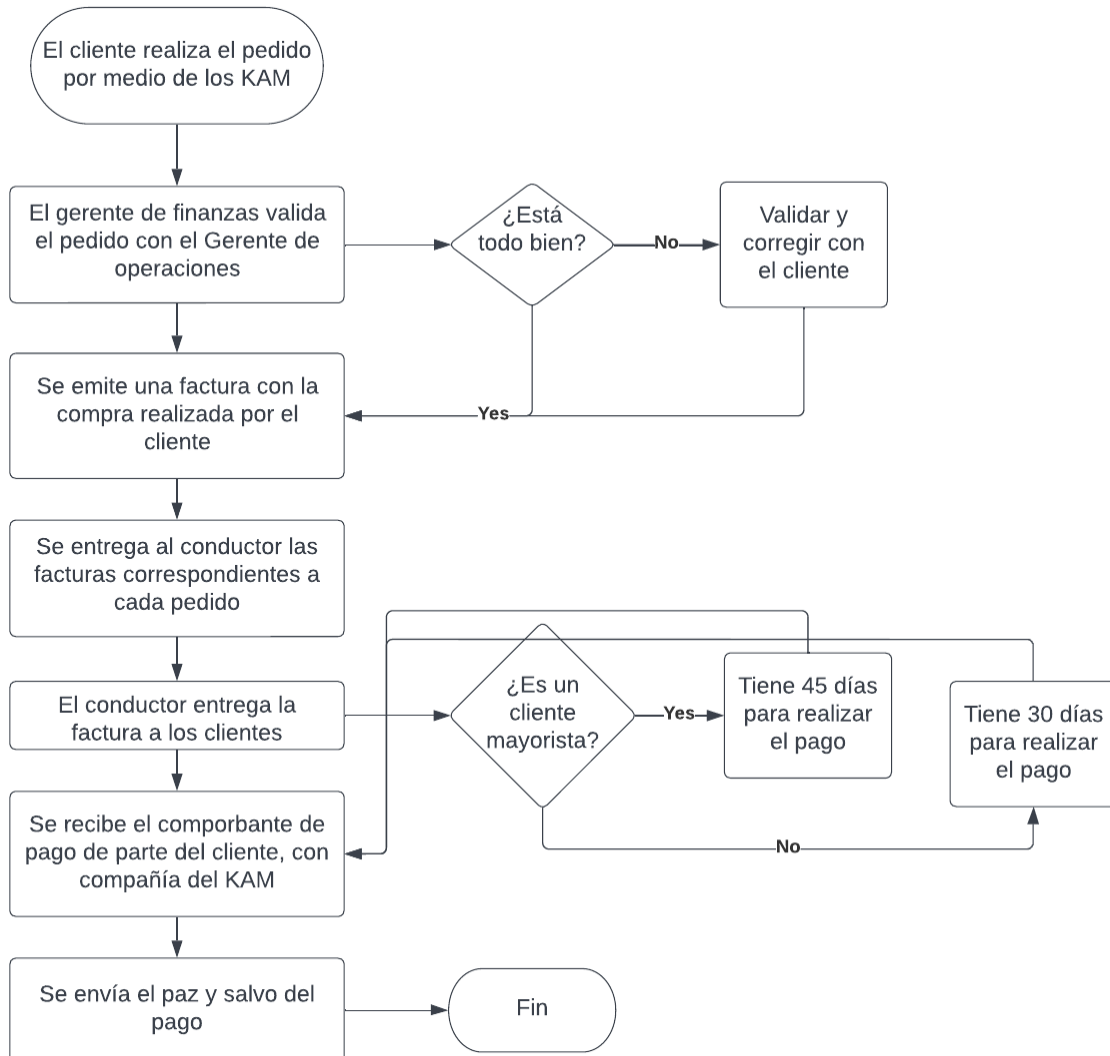 El cliente realiza el pedido
por medio de los KAM
El gerente de finanzas valida
el pedido con el Gerente de
operaciones
¿Está
todo bien?
No
Validar y
corregir con
el cliente
Se emite una factura con la
compra realizada por el
cliente
Yes
Se entrega al conductor las
facturas correspondientes a
cada pedido
El conductor entrega la
factura a los clientes
¿Es un
cliente
mayorista?
Yes
Tiene 45 días
para realizar
el pago
Tiene 30 días
para realizar
el pago
No
Se recibe el comporbante de
pago de parte del cliente, con
compañía del KAM
Se envía el paz y salvo del
pago
Fin